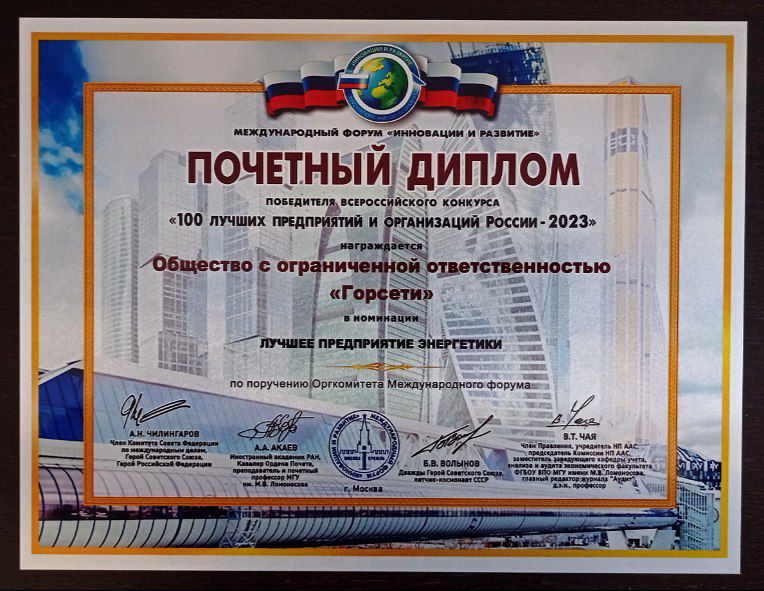 ИННОВАЦИИ И РАЗВИТИЕ
МЕЖДУНАРОДНЫЙ ФОРУМ «ИННОВАЦИИ И РАЗВИТИЕ»
ПОЧЕТНЫЙ ДИПЛОМ
ПОБЕДИТЕЛЯ ВСЕРОССИЙСКОГО КОНКУРСА
«100 ЛУЧШИХ ПРЕДПРИЯТИЙ И ОРГАНИЗАЦИЙ РОССИИ - 2023»
награждается
Общество с ограниченной ответственностью
«Горсети»
в номинации
ЛУЧШЕЕ ПРЕДПРИЯТИЕ ЭНЕРГЕТИКИ
по поручению Оргкомитета Международного форума
А.Н. ЧИЛИНГАРОВ
Член Комитета Совета Федерации
по международным делам,
Герой Советского Союза,
Герой Российской Федерации
А.А. АКАЕВ
Иностранный академик РАН,
Кавалер Ордена Почета,
преподаватель и почетный
профессор МГУ
им. М.В. Ломоносова
МОСКВА КРЕМЛЬ
г. Москва
Б.В. ВОЛЫНОВ
Дважды Герой Советского Союза,
летчик-космонавт СССР
В.Т. ЧАЯ
Член Правления, учредитель НП ААС,
председатель Комиссии НП ААС,
заместитель заведующего кафедры учета,
анализа и аудита экономического факультета
ФГБОУ ВПО МГУ имени М.В. Ломоносова,
главный редактор журнала "Аудит"
д.э.н., профессор